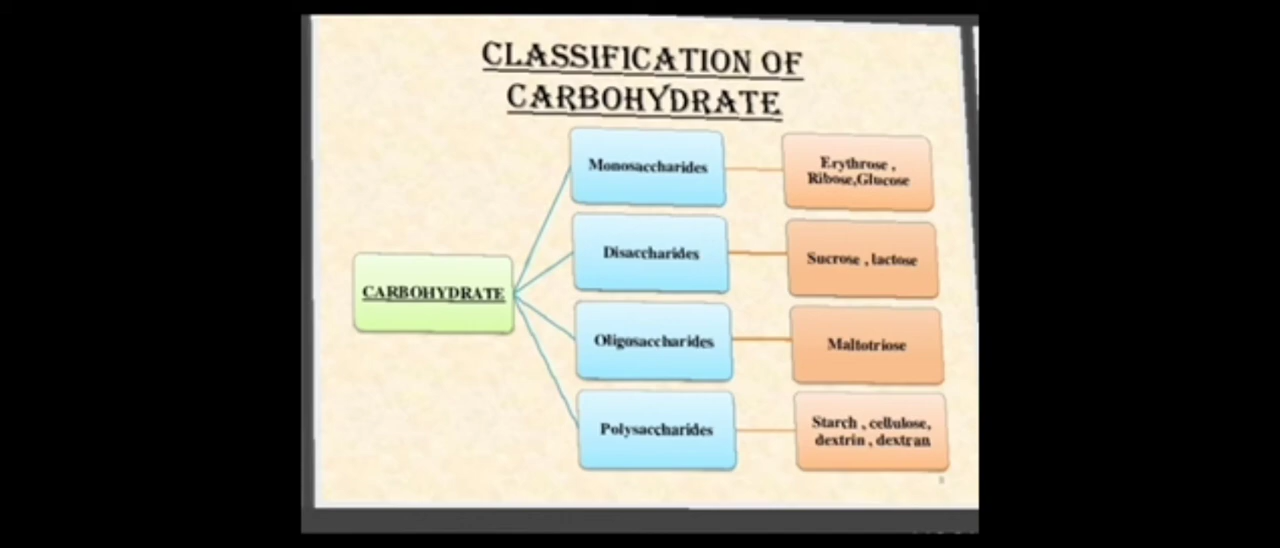 CLASSIFICATION OF
CARBOHYDRATE
Monosaccharides
Erythrose ,
Ribose,Glucose
Disaccharides
Sucrose , lactose
CARBOHYDRATE
Oligosaccharides
Maltotriose
Polysaccharides
Starch , cellulose,
dextrin , dextran